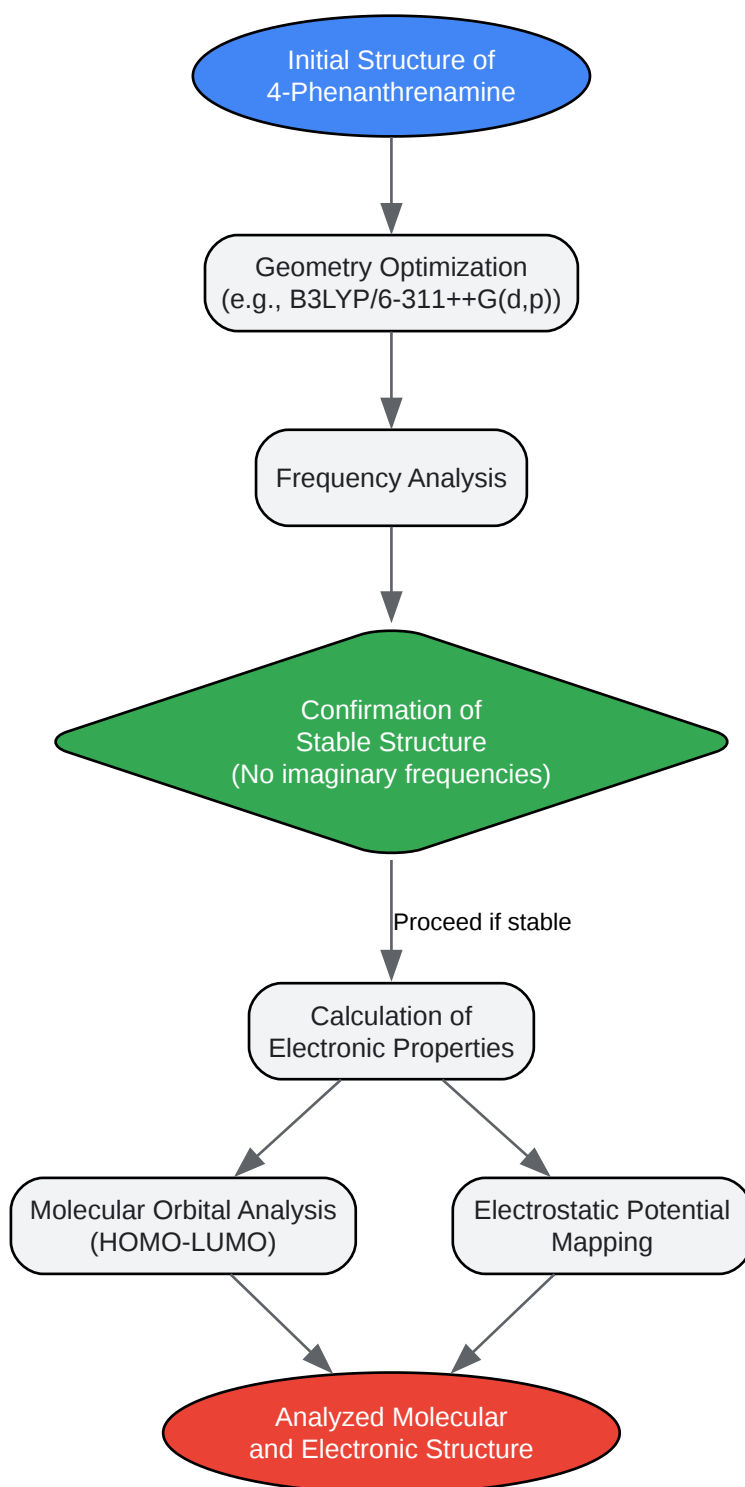 Initial Structure of
4-Phenanthrenamine
Geometry Optimization
(e.g., B3LYP/6-311++G(d,p))
Frequency Analysis
Confirmation of
Stable Structure
(No imaginary frequencies)
Proceed if stable
Calculation of
Electronic Properties
Molecular Orbital Analysis
(HOMO-LUMO)
Electrostatic Potential
Mapping
Analyzed Molecular
and Electronic Structure